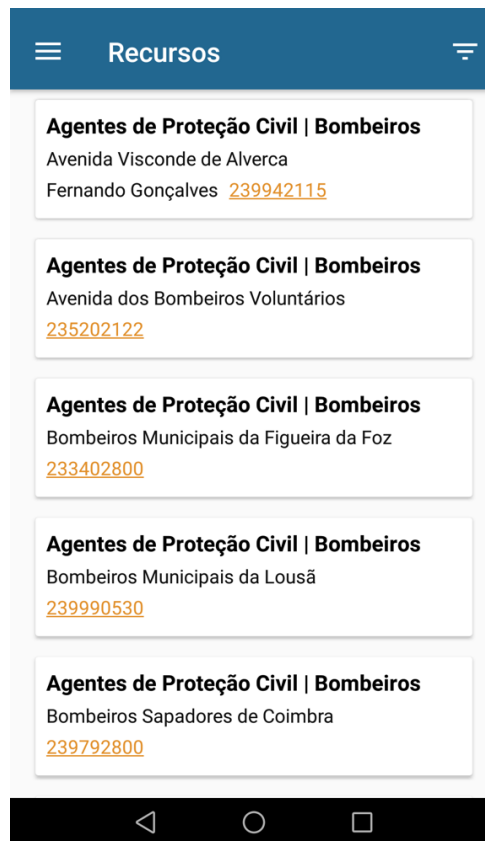 Recursos
Agentes de Proteção Civil | Bombeiros
Avenida Visconde de Alverca
Fernando Gonçalves 239942115
Agentes de Proteção Civil | Bombeiros
Avenida dos Bombeiros Voluntários
235202122
Agentes de Proteção Civil | Bombeiros
Bombeiros Municipais da Figueira da Foz
233402800
Agentes de Proteção Civil | Bombeiros
Bombeiros Municipais da Lousã
239990530
Agentes de Proteção Civil | Bombeiros
Bombeiros Sapadores de Coimbra
239792800